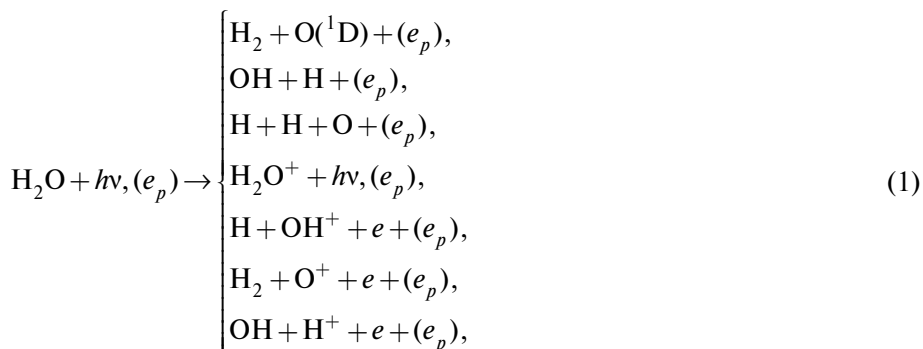 H₂ + O(¹D) + (eₚ),
OH + H + (eₚ),
H + H + O + (eₚ),
H₂O + hν, (eₚ) → H₂O⁺ + hν, (eₚ), (1)
H + OH⁺ + e + (eₚ),
H₂ + O⁺ + e + (eₚ),
OH + H⁺ + e + (eₚ),